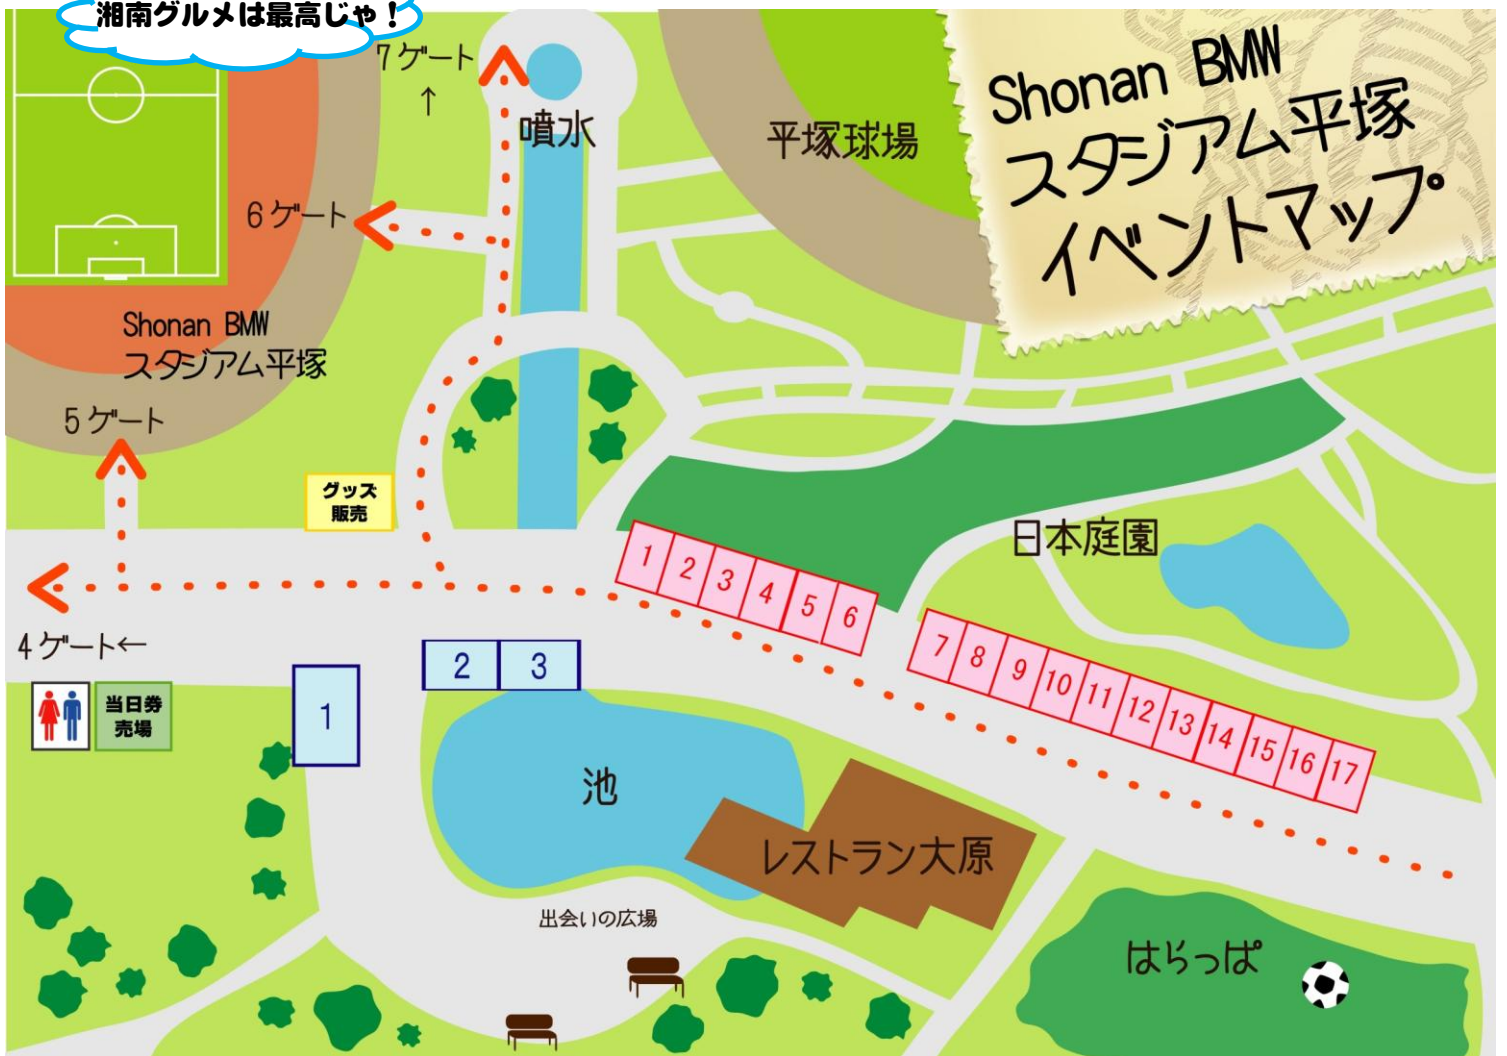 湘南グルメは最高じゃ！
Shonan BMW
スタジアム平塚
イベントマップ
7ゲート
↑
噴水
平塚球場
6ゲート
Shonan BMW
スタジアム平塚
5ゲート
グッズ
販売
日本庭園
1 2 3 4 5 6
7 8 9 10 11 12 13 14 15 16 17
4ゲート←
当日券
売場
1
2 3
池
レストラン大原
出会いの広場
はらっぱ